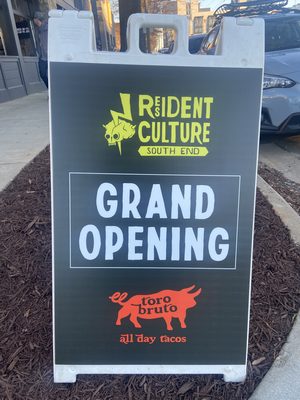 RESIDENT
CULTURE
SOUTH END
GRAND
OPENING
toro
bruto
all day tacos